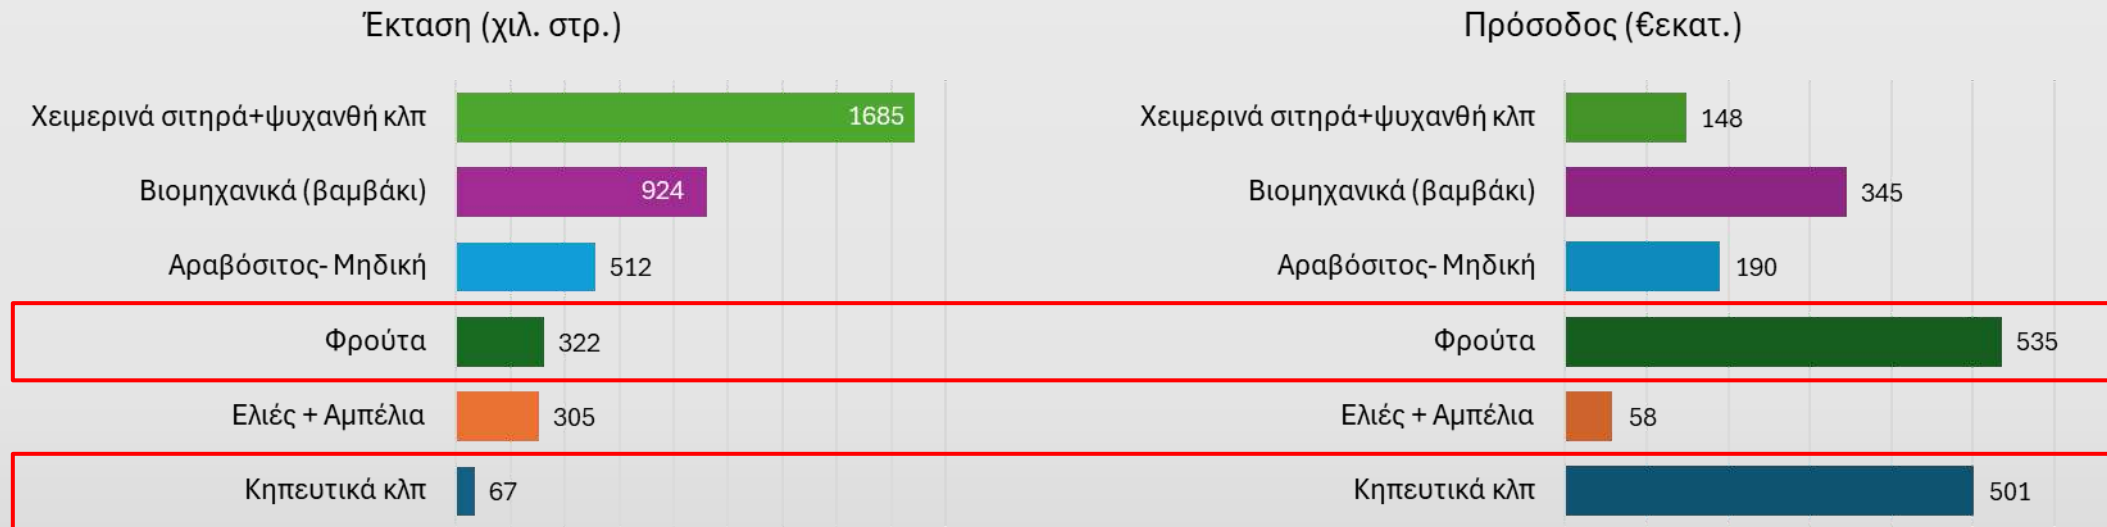 Έκταση (χιλ. στρ.)
Χειμερινά σιτηρά+ψυχανθή κλπ
1685
Βιομηχανικά (βαμβάκι)
924
Αραβόσιτος- Μηδική
512
Φρούτα
322
Ελιές + Αμπέλια
305
Κηπευτικά κλπ
67
Πρόσοδος (€εκατ.)
Χειμερινά σιτηρά+ψυχανθή κλπ
148
Βιομηχανικά (βαμβάκι)
345
Αραβόσιτος- Μηδική
190
Φρούτα
535
Ελιές + Αμπέλια
58
Κηπευτικά κλπ
501